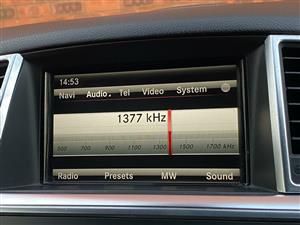 14:53
Navi Audio Tel Video System
1377 kHz
500 700 900 1100 1300 1500 1700 kHz
Radio Presets MW Sound